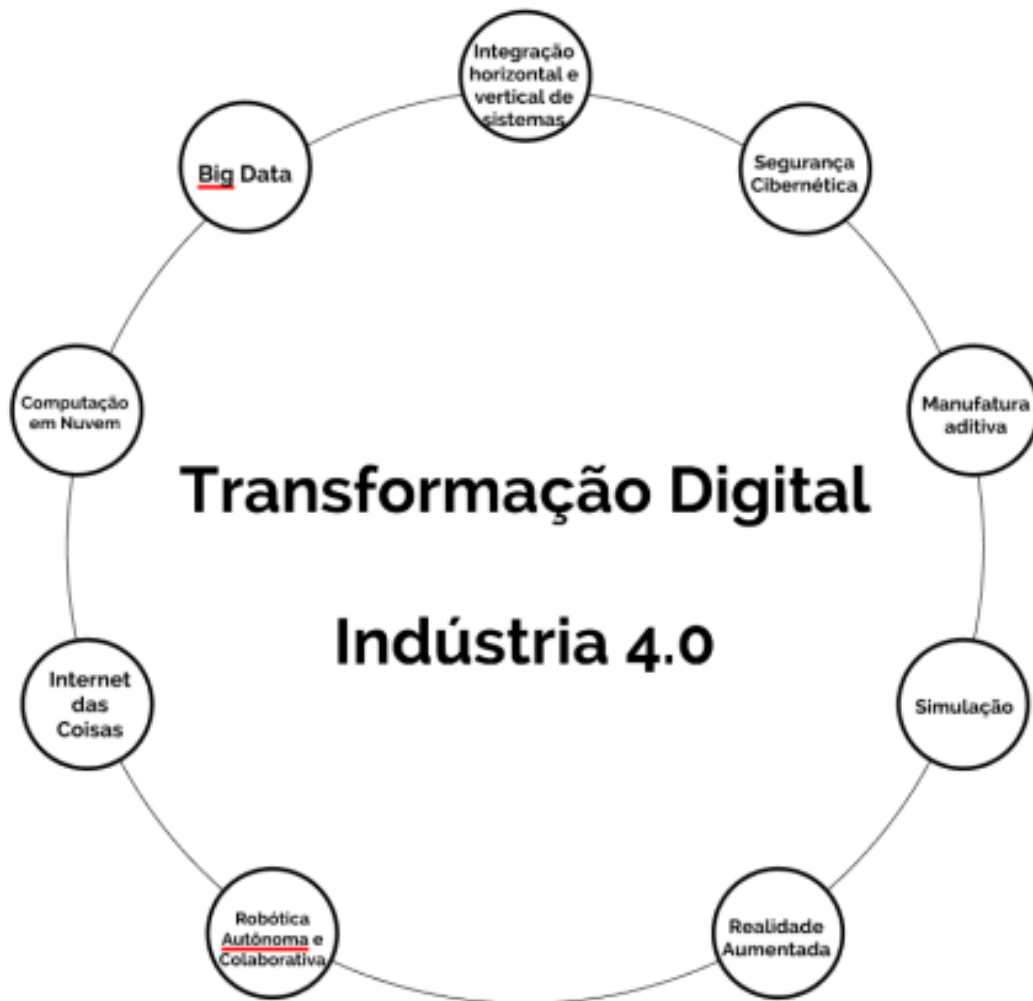 Integração
horizontal e
vertical de
sistemas
Big Data
Segurança
Cibernética
Computação
em Nuvem
Manufatura
aditiva
Transformação Digital
Indústria 4.0
Internet
das
Coisas
Simulação
Robótica
Autônoma e
Colaborativa
Realidade
Aumentada